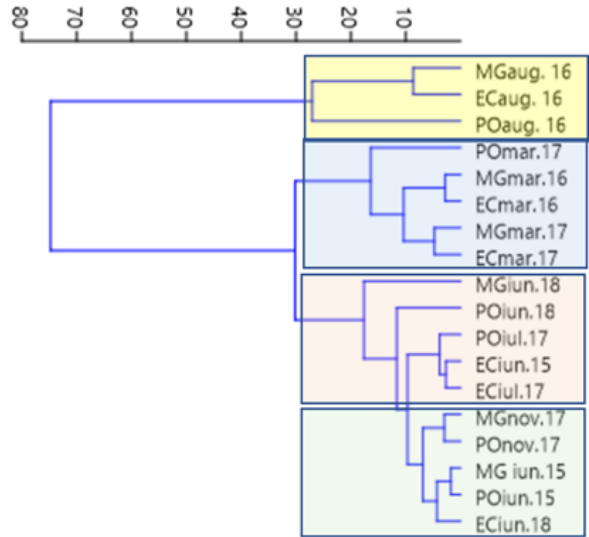 80 70 60 50 40 30 20 10
MGaug. 16
ECaug. 16
POaug. 16
POmar.17
MGmar.16
ECmar.16
MGmar.17
ECmar.17
MGiun.18
POiun.18
POiul.17
ECiun.15
ECiul.17
MGnov.17
POnov.17
MG iun.15
POiun.15
ECiun.18